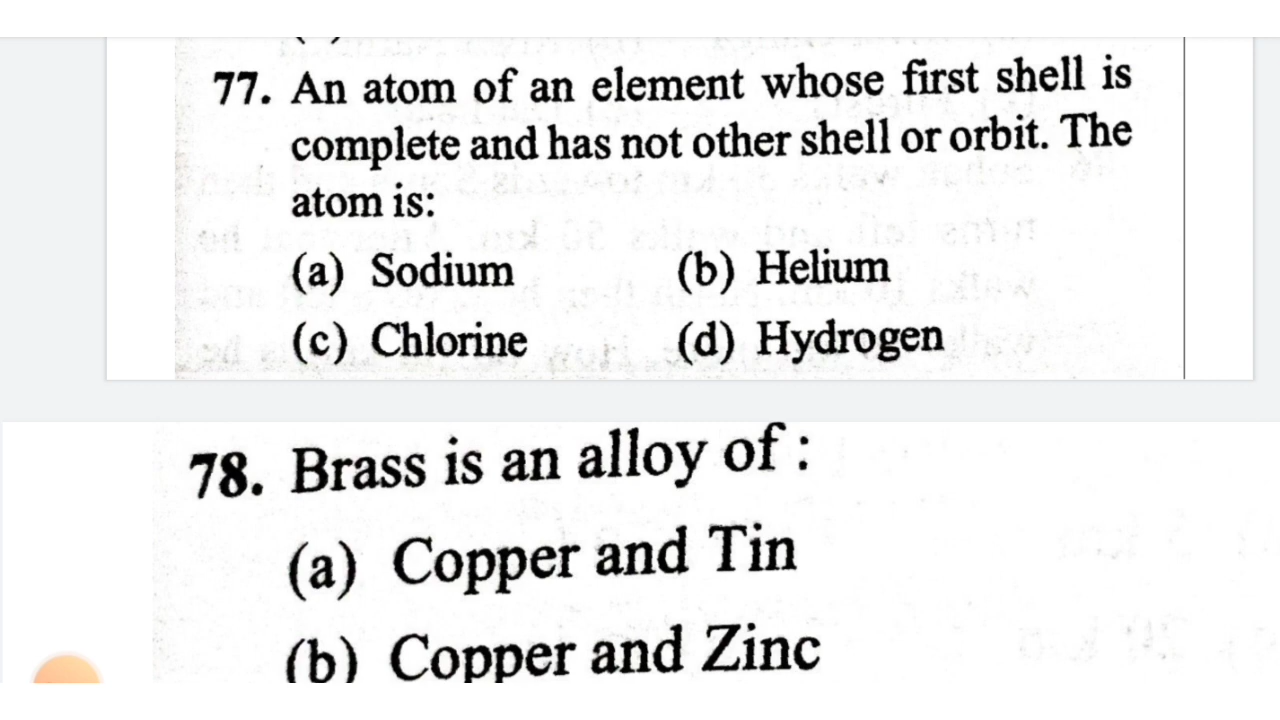 77. An atom of an element whose first shell is
complete and has not other shell or orbit. The
atom is:
(a) Sodium (b) Helium
(c) Chlorine (d) Hydrogen
78. Brass is an alloy of :
(a) Copper and Tin
(b) Copper and Zinc